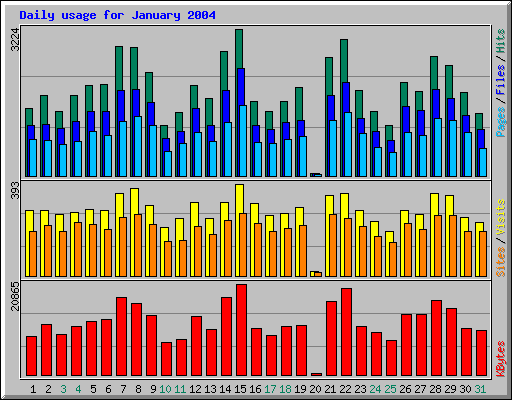 Daily usage for January 2004
3224
Pages / Files / Hits
393
Sites / Visits
20865
KBytes
1 2 3 4 5 6 7 8 9 10 11 12 13 14 15 16 17 18 19 20 21 22 23 24 25 26 27 28 29 30 31